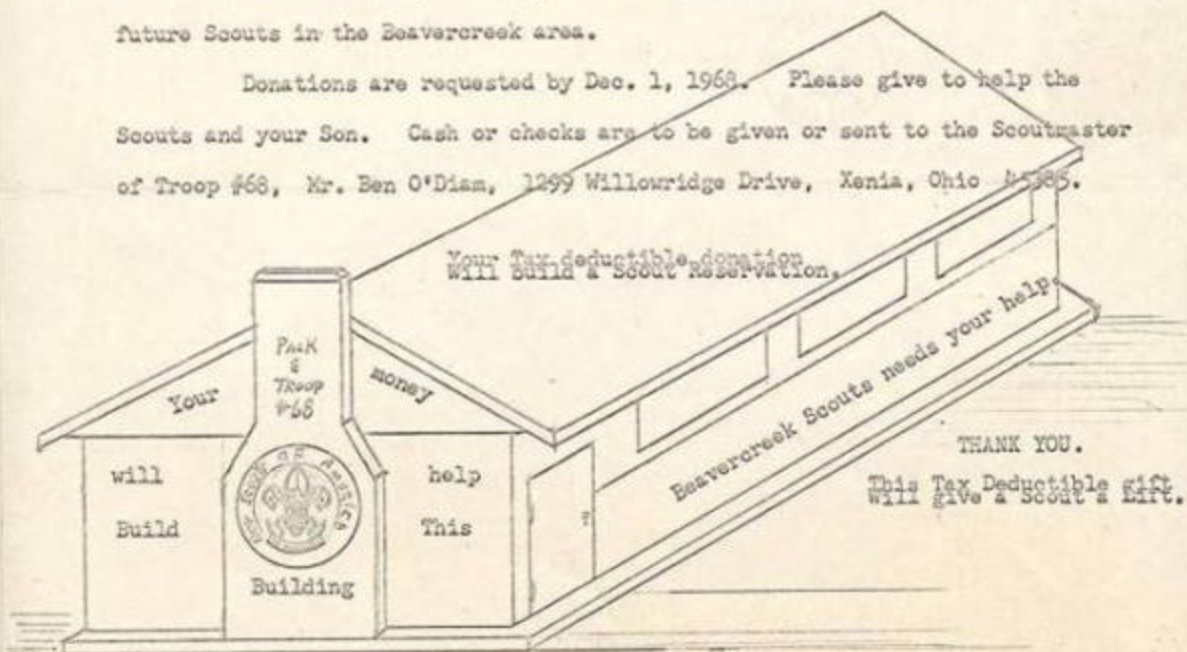 future Scouts in the Beavercreek area.
Donations are requested by Dec. 1, 1968. Please give to help the
Scouts and your Son. Cash or checks are to be given or sent to the Scoutmaster
of Troop #68, Mr. Ben O'Diam, 1299 Willowridge Drive, Xenia, Ohio 45385.
Your Tax deductible donation
Will Build a Scout Reservation.
PACK
&
TROOP
#68
Your money
will help
Build This
Building
Beavercreek Scouts needs your help.
THANK YOU.
This Tax Deductible gift
Will give a Scout a Lift.